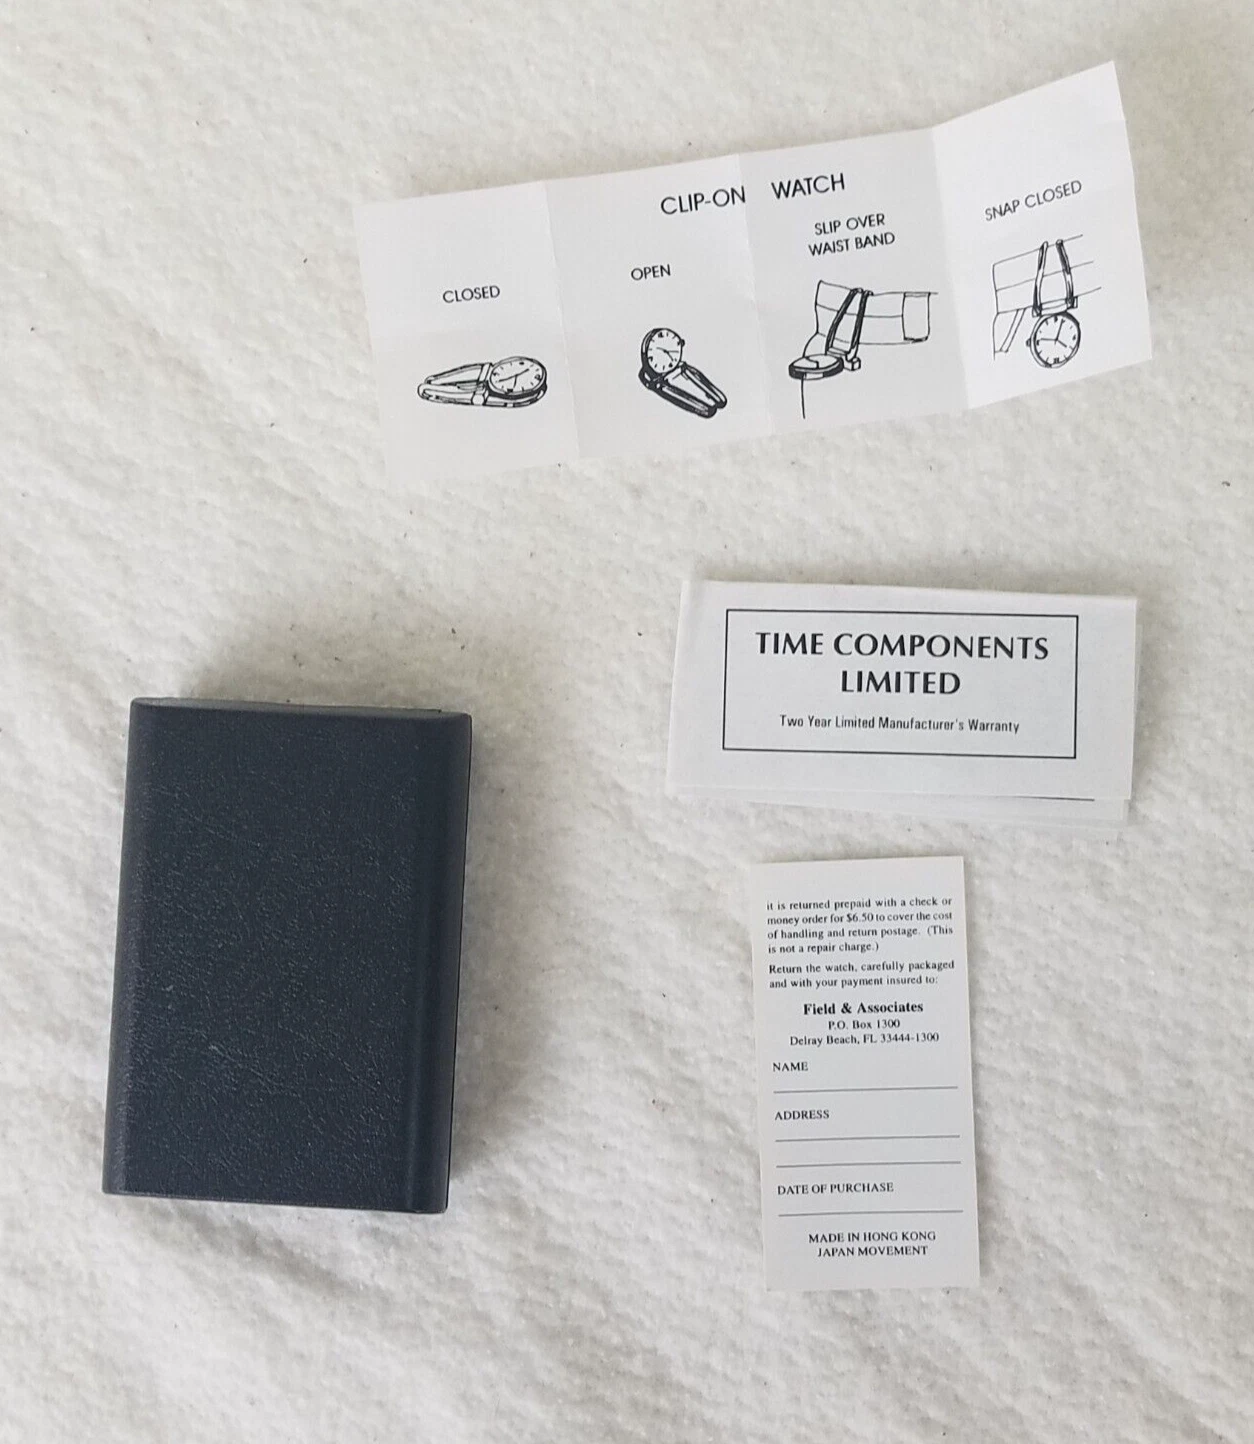 CLIP-ON WATCH
CLOSED
OPEN
SLIP OVER
WAIST BAND
SNAP CLOSED
TIME COMPONENTS
LIMITED
Two Year Limited Manufacturer's Warranty
it is returned prepaid with a check or
money order for $6.50 to cover the cost
of handling and return postage. (This
is not a repair charge.)
Return the watch, carefully packaged
and with your payment insured to:
Field & Associates
P.O. Box 1300
Delray Beach, FL 33444-1300
NAME
ADDRESS
DATE OF PURCHASE
MADE IN HONG KONG
JAPAN MOVEMENT